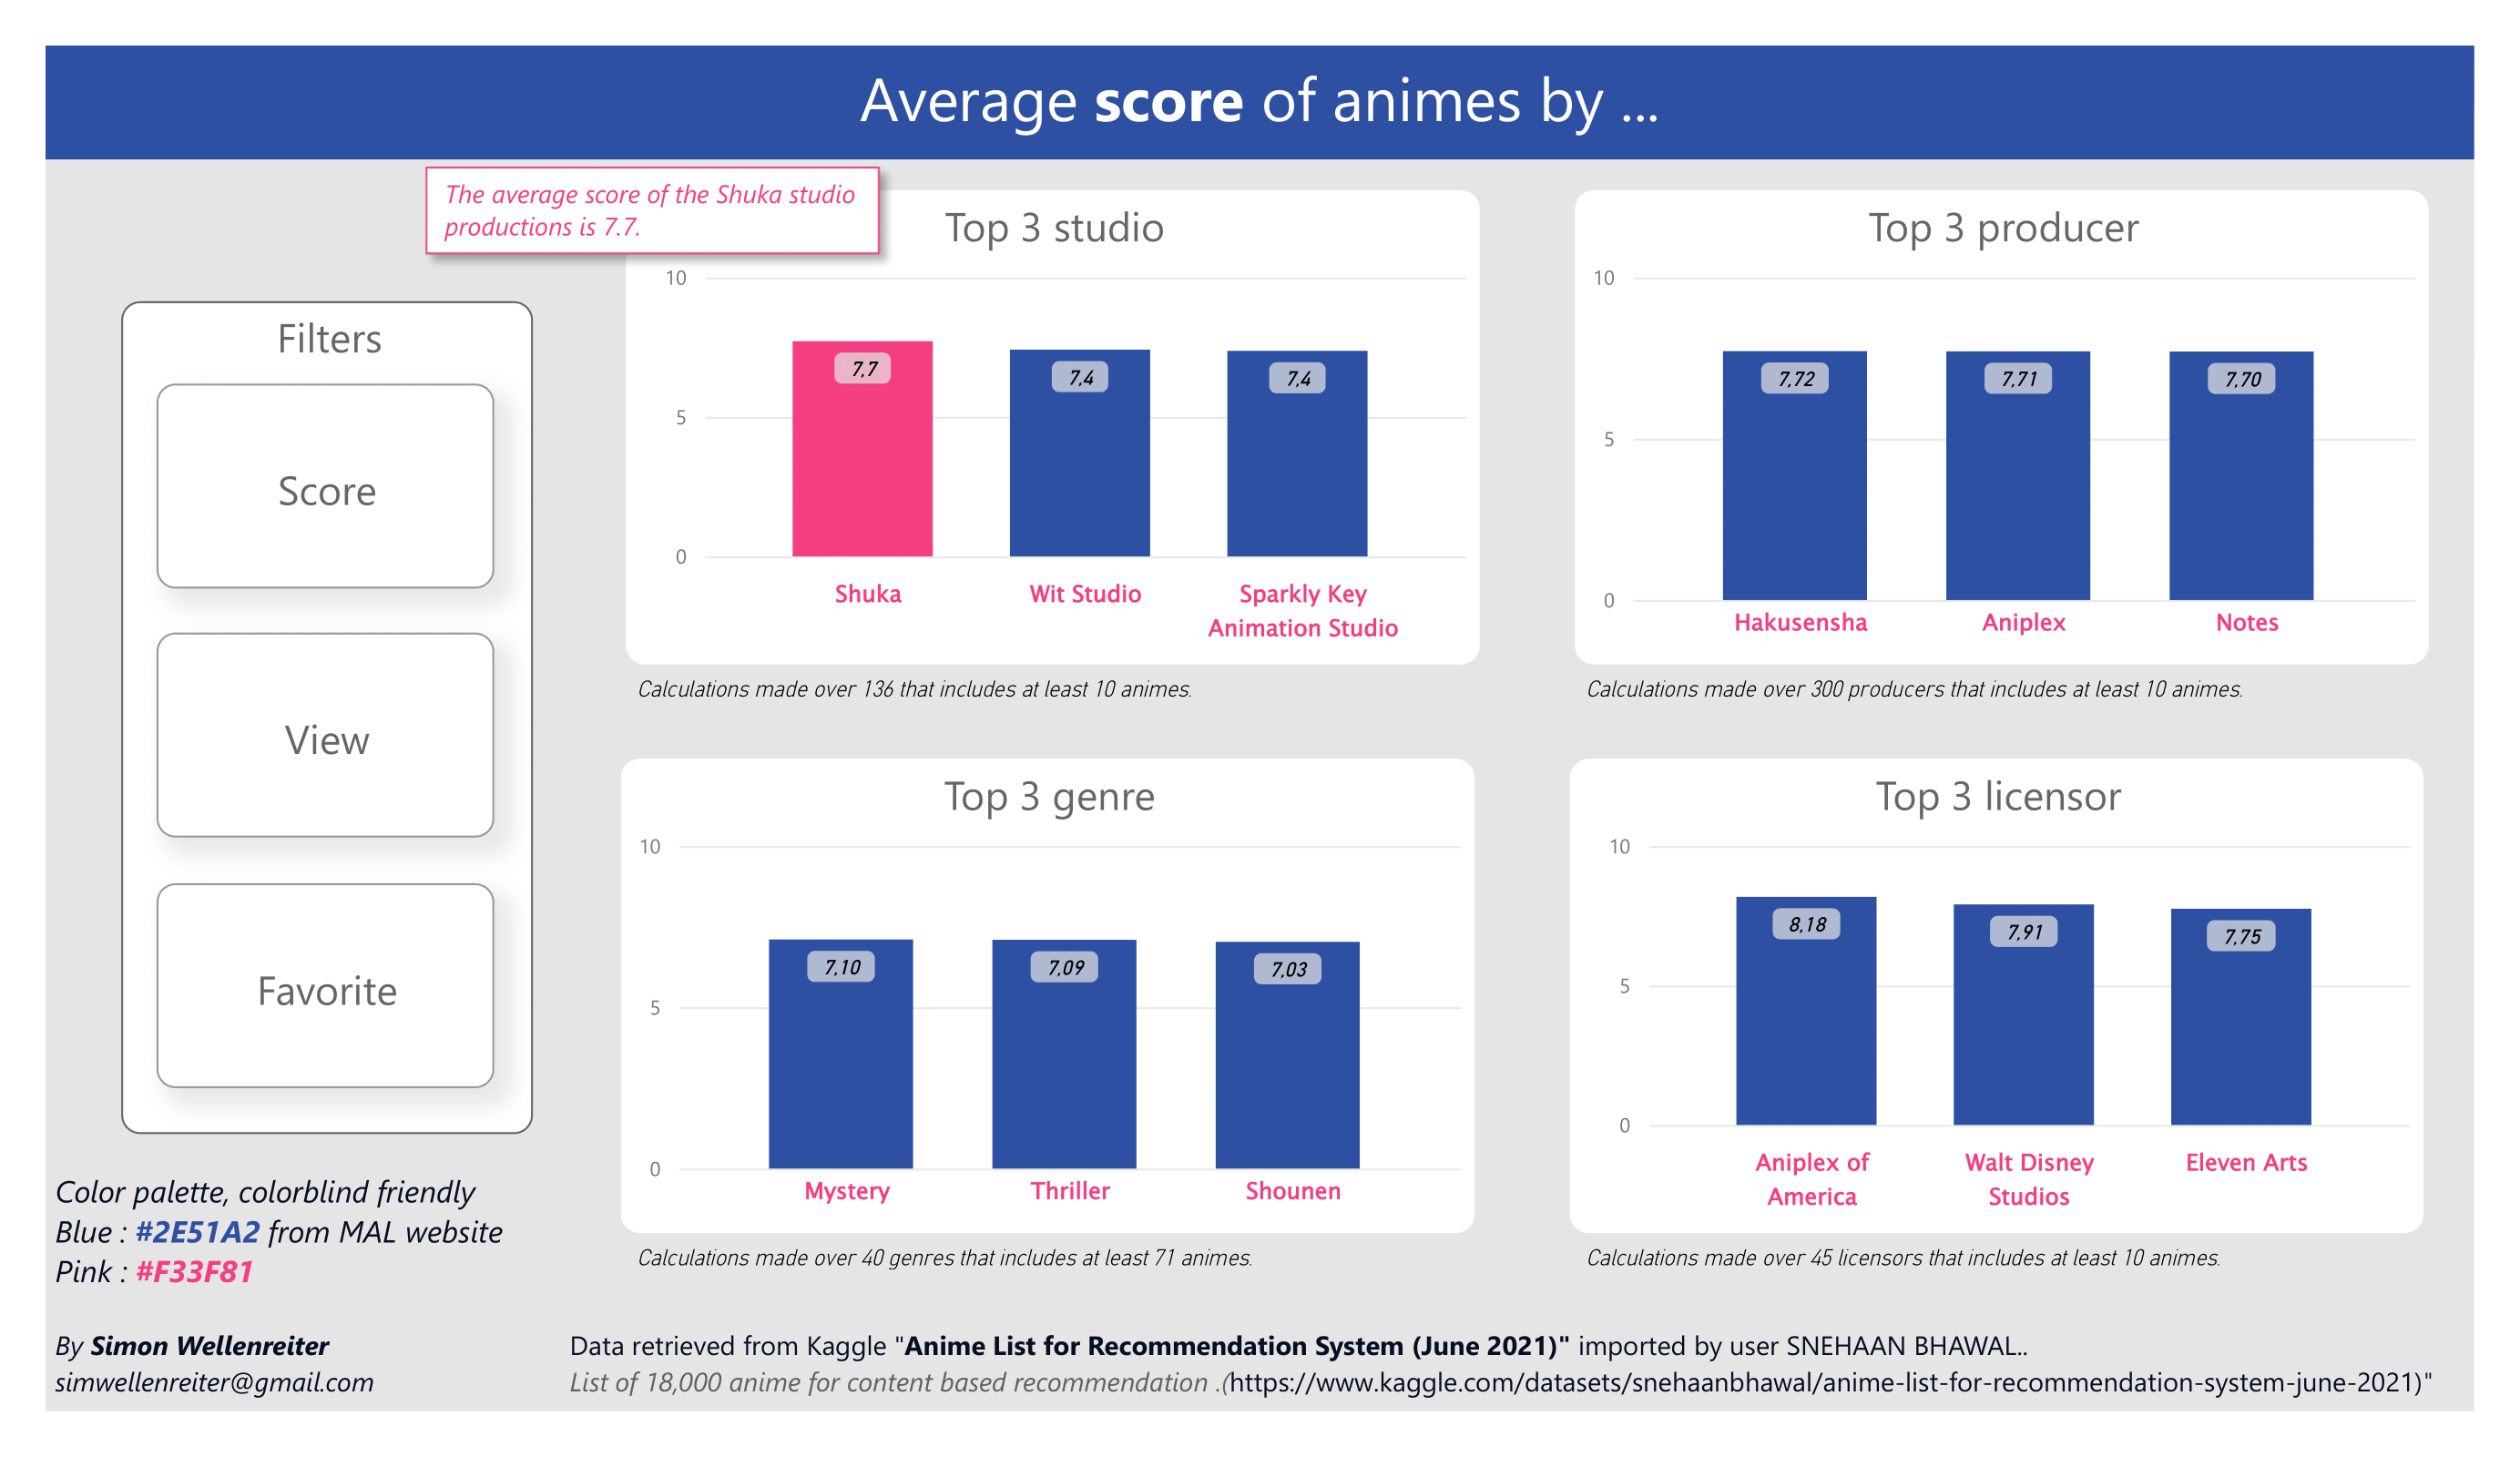 Average score of animes by ...
The average score of the Shuka studio
productions is 7.7.
Filters
Score
View
Favorite
Top 3 studio
10
5
0
7,7
7,4
7,4
Shuka
Wit Studio
Sparkly Key
Animation Studio
Calculations made over 136 that includes at least 10 animes.
Top 3 producer
10
5
0
7,72
7,71
7,70
Hakusensha
Aniplex
Notes
Calculations made over 300 producers that includes at least 10 animes.
Top 3 genre
10
5
0
7,10
7,09
7,03
Mystery
Thriller
Shounen
Calculations made over 40 genres that includes at least 71 animes.
Top 3 licensor
10
5
0
8,18
7,91
7,75
Aniplex of
America
Walt Disney
Studios
Eleven Arts
Calculations made over 45 licensors that includes at least 10 animes.
Color palette, colorblind friendly
Blue : #2E51A2 from MAL website
Pink : #F33F81
By Simon Wellenreiter
simwellenreiter@gmail.com
Data retrieved from Kaggle "Anime List for Recommendation System (June 2021)" imported by user SNEHAAN BHAWAL..
List of 18,000 anime for content based recommendation .(https://www.kaggle.com/datasets/snehaanbhawal/anime-list-for-recommendation-system-june-2021)"